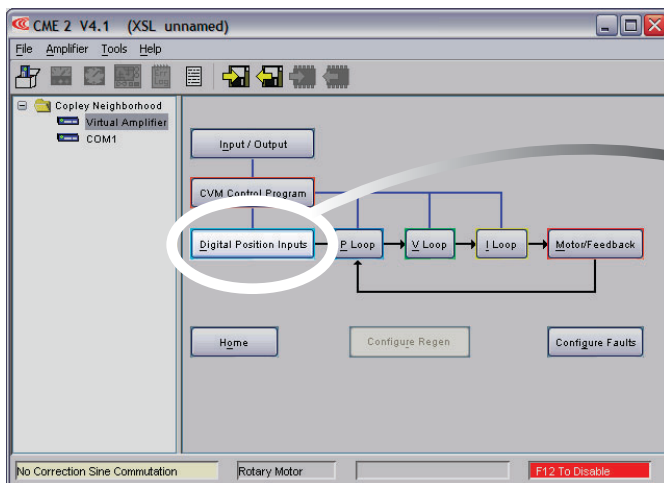 CME 2 V4.1 (XSL unnamed)
File Amplifier Tools Help
Err Log
Copley Neighborhood
Virtual Amplifier
COM1
Input / Output
CVM Control Program
Digital Position Inputs
P Loop
V Loop
I Loop
Motor/Feedback
Home
Configure Regen
Configure Faults
No Correction Sine Commutation
Rotary Motor
F12 To Disable